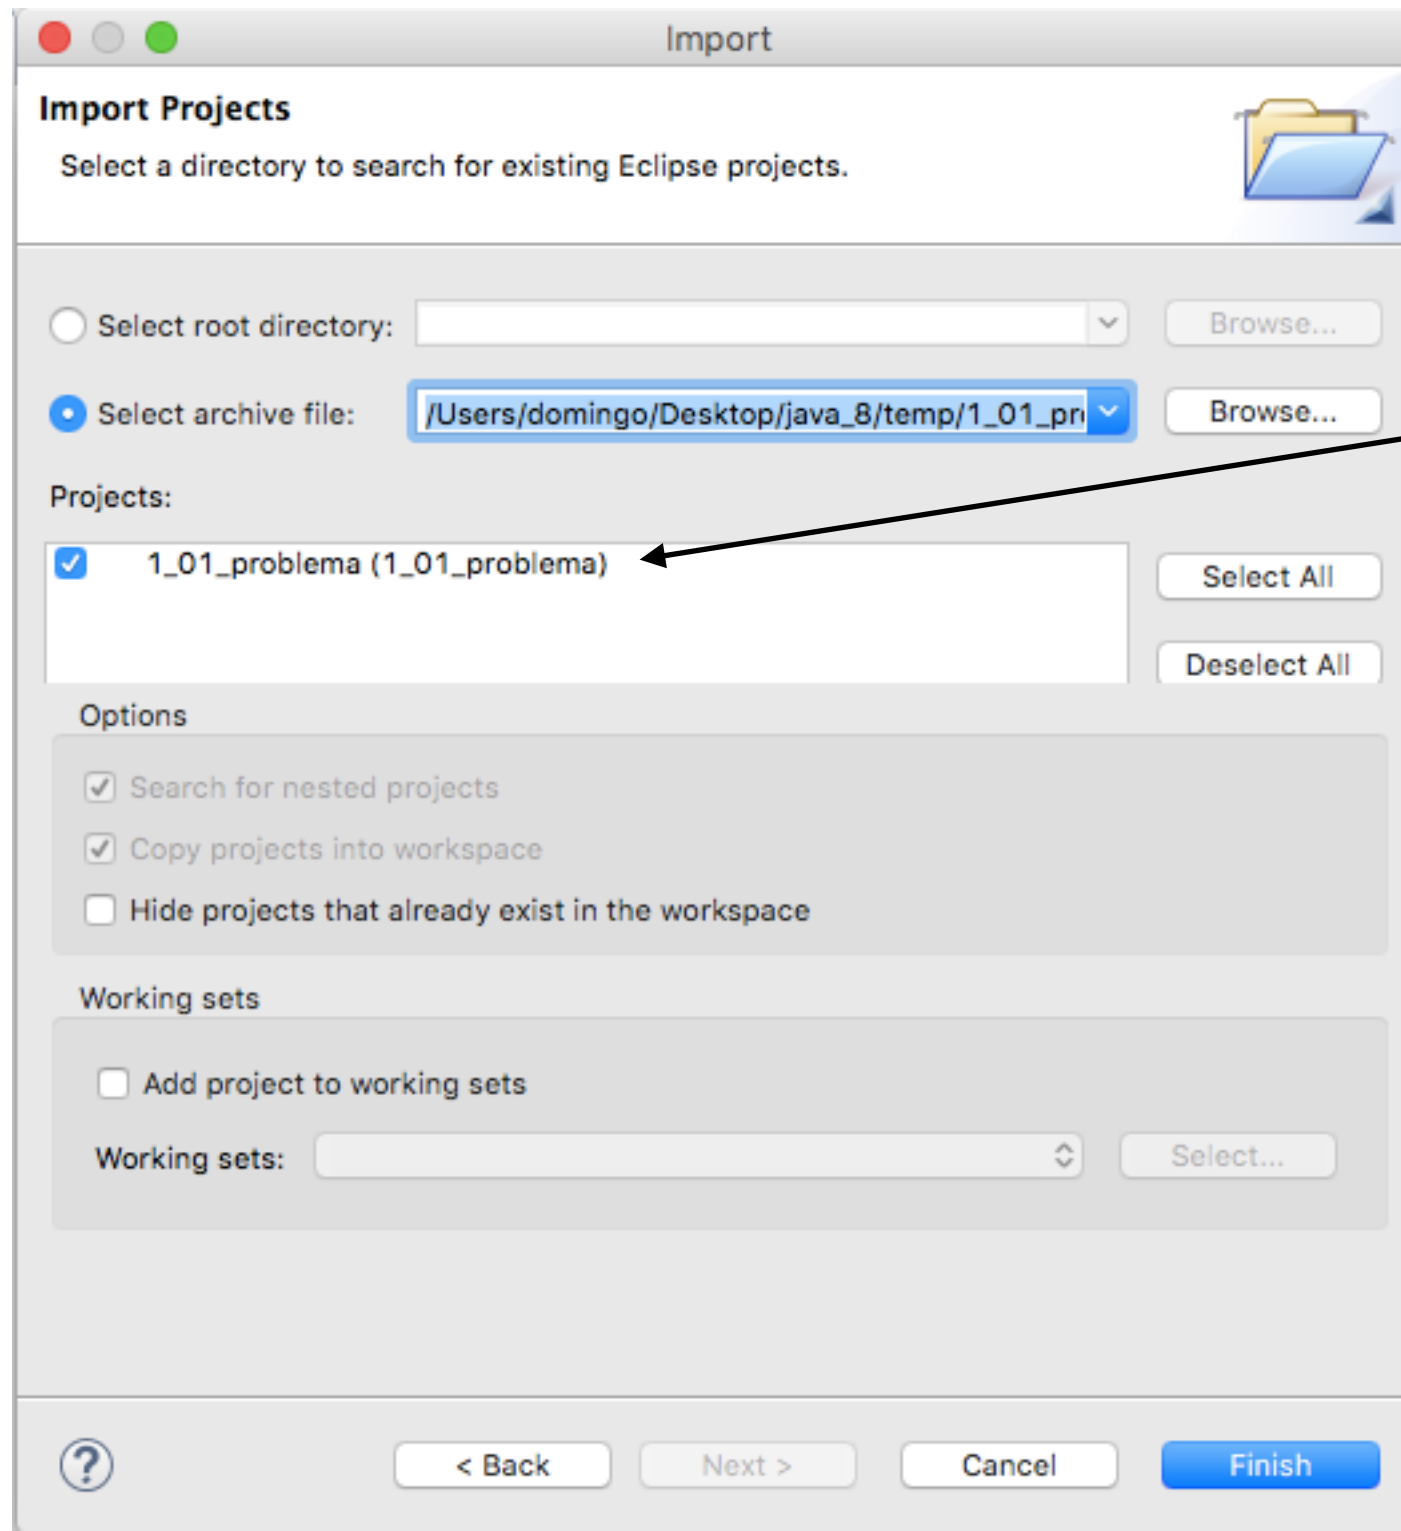 Import
Import Projects
Select a directory to search for existing Eclipse projects.
Select root directory:
Browse...
Select archive file:
/Users/domingo/Desktop/java_8/temp/1_01_pr
Browse...
Projects:
1_01_problema (1_01_problema)
Select All
Deselect All
Options
Search for nested projects
Copy projects into workspace
Hide projects that already exist in the workspace
Working sets
Add project to working sets
Working sets:
Select...
?
< Back
Next >
Cancel
Finish